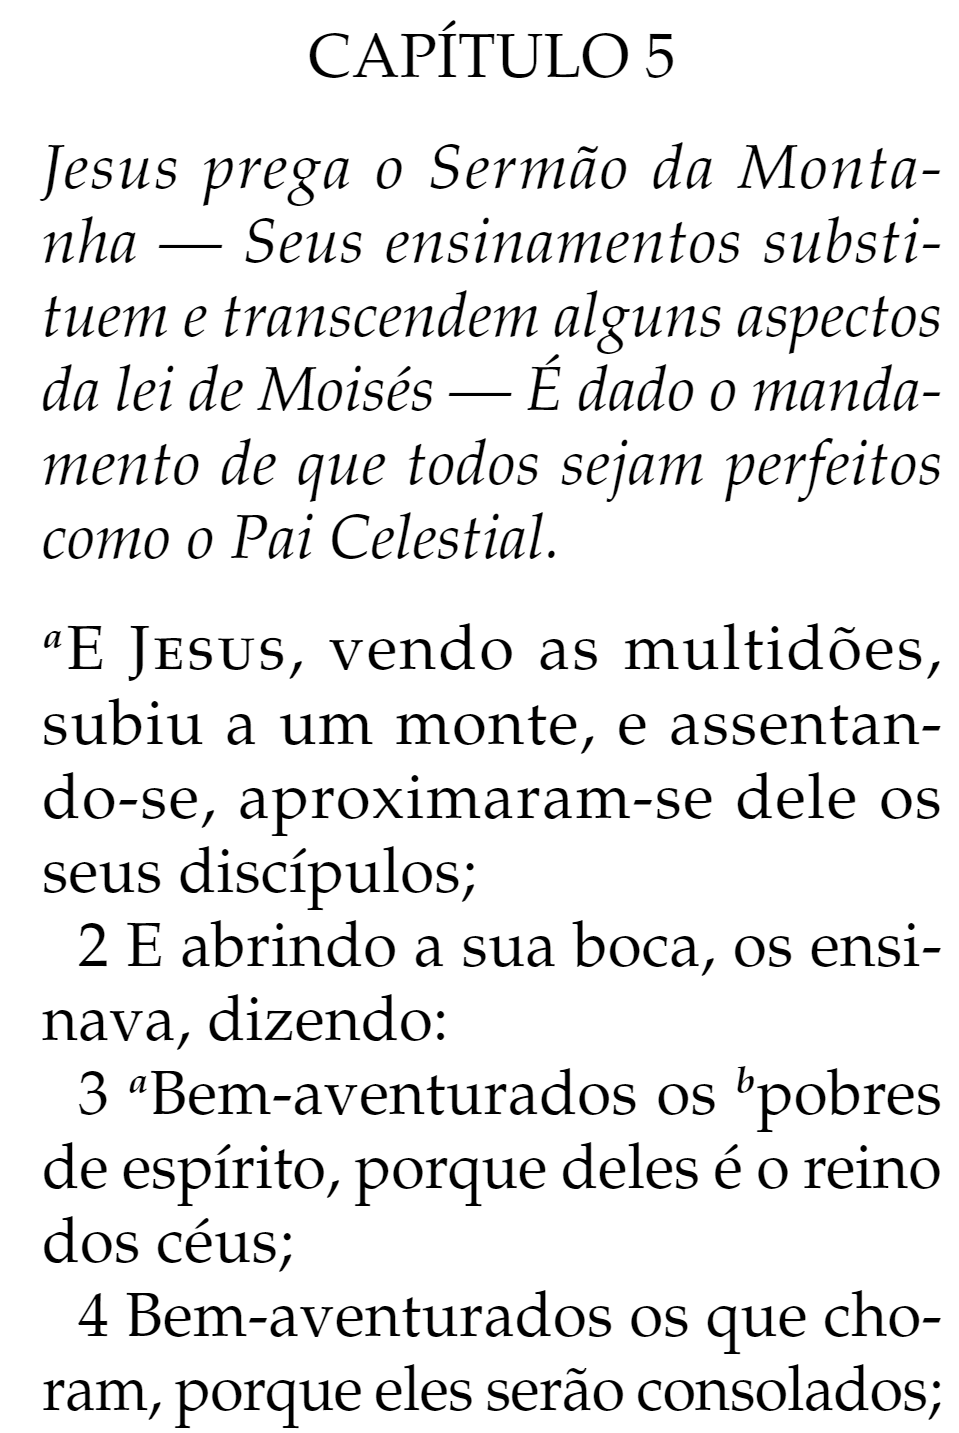 CAPÍTULO 5
Jesus prega o Sermão da Monta-
nha — Seus ensinamentos substi-
tuem e transcendem alguns aspectos
da lei de Moisés — É dado o manda-
mento de que todos sejam perfeitos
como o Pai Celestial.
aE JESUS, vendo as multidões,
subiu a um monte, e assentan-
do-se, aproximaram-se dele os
seus discípulos;
2 E abrindo a sua boca, os ensi-
nava, dizendo:
3 aBem-aventurados os bpobres
de espírito, porque deles é o reino
dos céus;
4 Bem-aventurados os que cho-
ram, porque eles serão consolados;